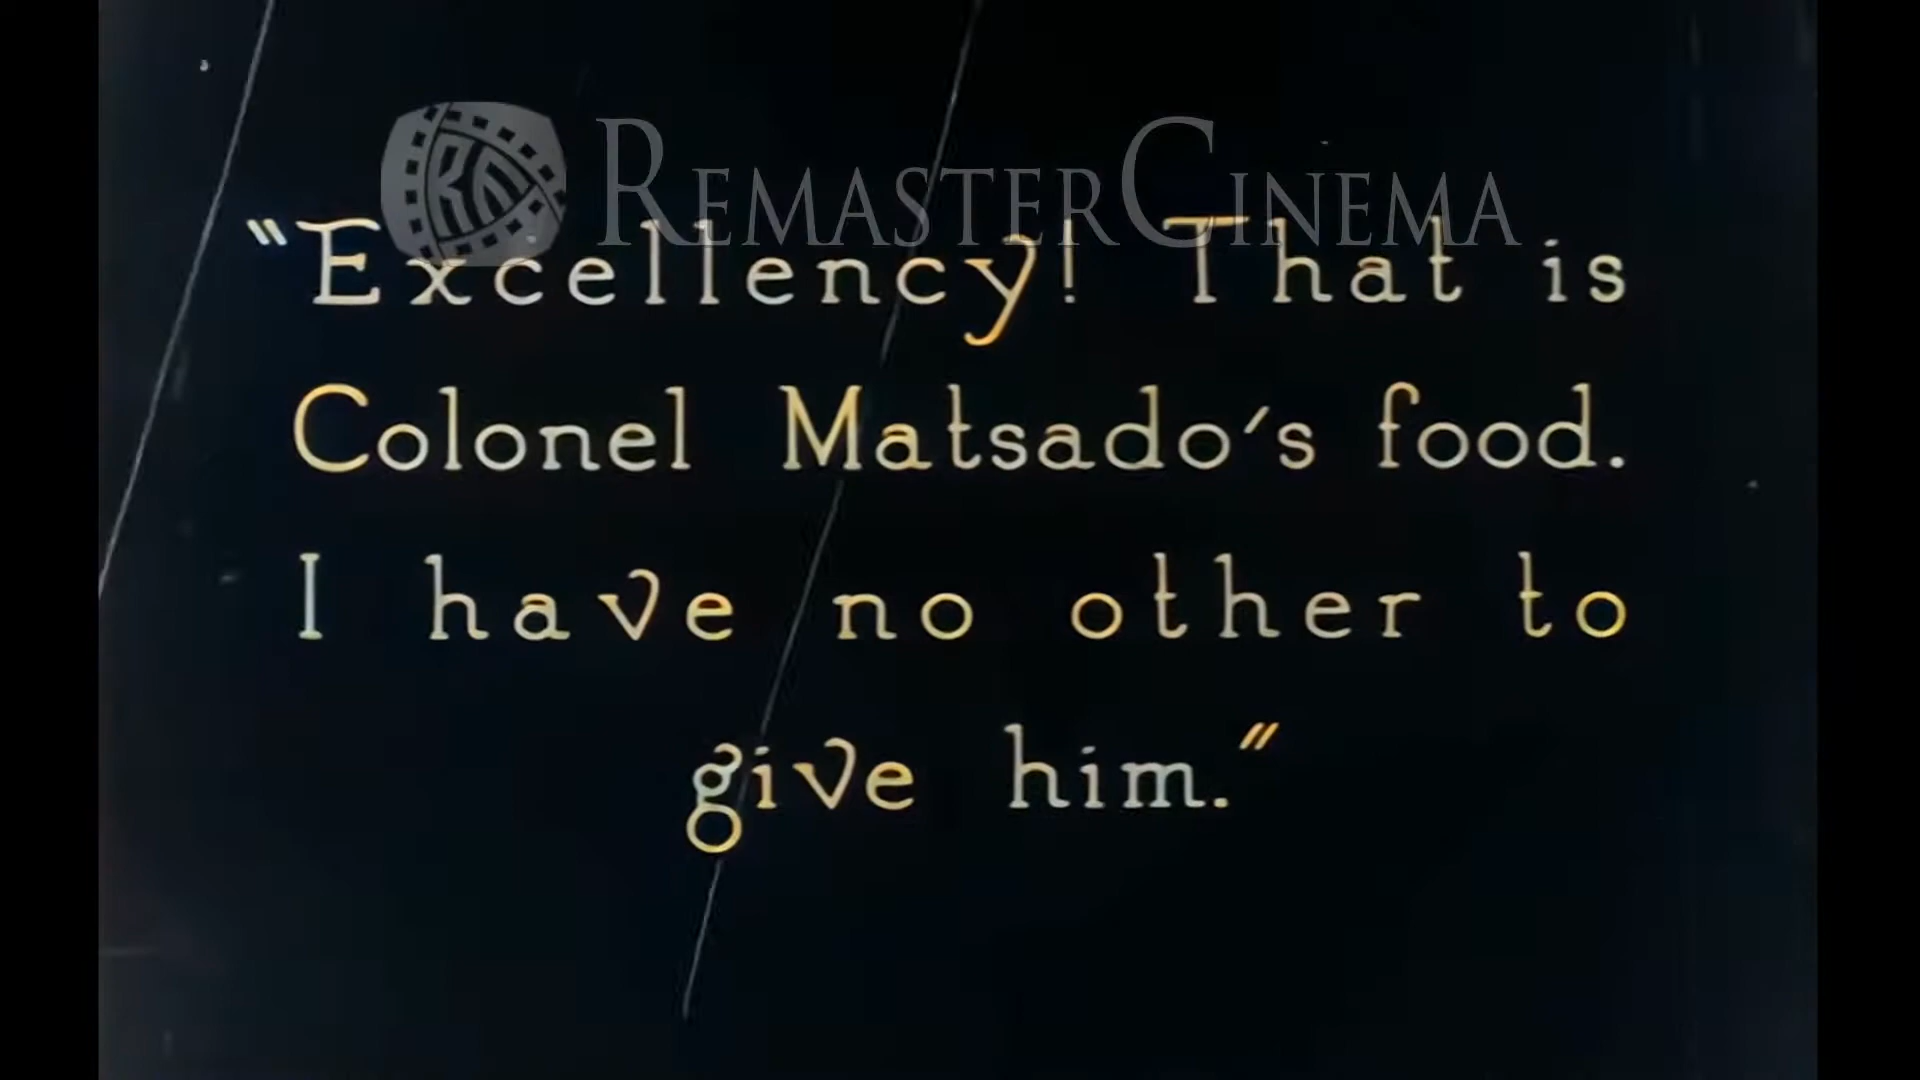 REMASTERCINEMA
"Excellency! That is
Colonel Matsado's food.
I have no other to
give him."